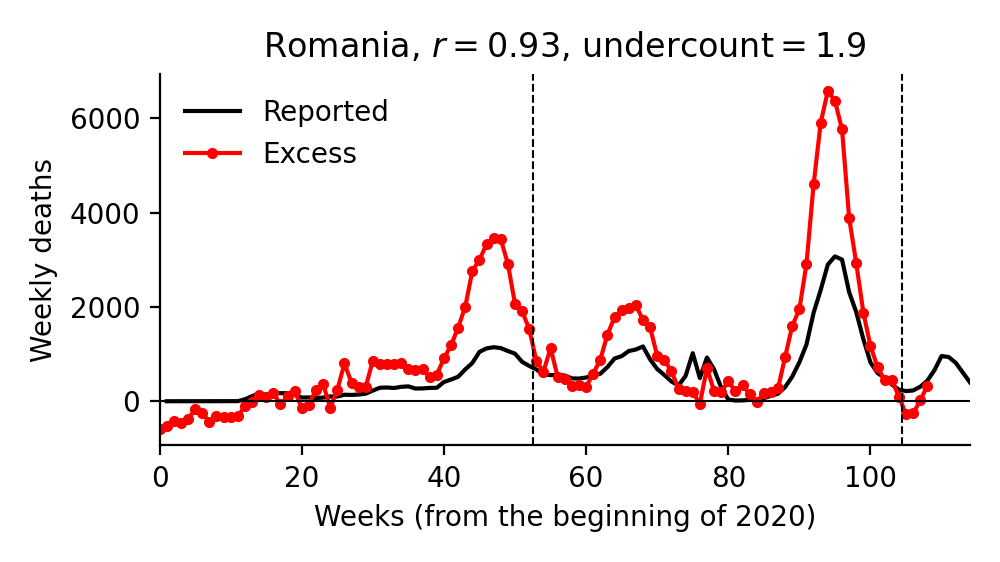 Romania, r = 0.93, undercount = 1.9
Reported
Excess
6000
4000
2000
0
Weekly deaths
0 20 40 60 80 100
Weeks (from the beginning of 2020)